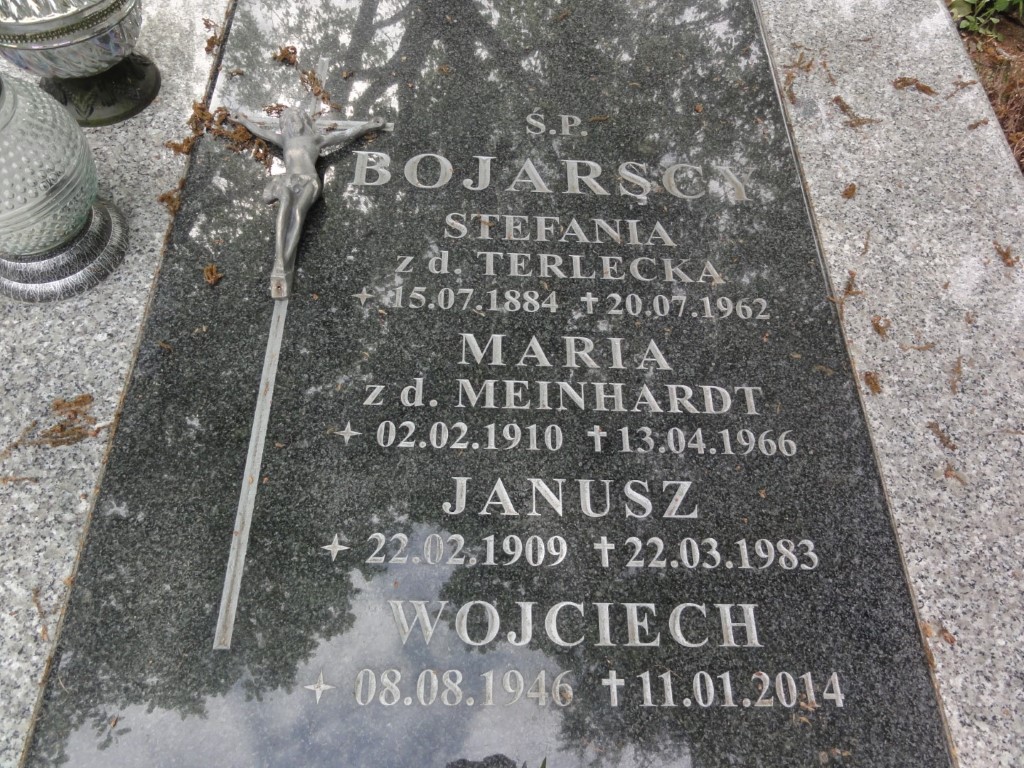 Ś.P.
BOJARSCY
STEFANIA
z d. TERLECKA
✦ 15.07.1884 ✝ 20.07.1962
MARIA
z d. MEINHARDT
✦ 02.02.1910 ✝ 13.04.1966
JANUSZ
✦ 22.02.1909 ✝ 22.03.1983
WOJCIECH
✦ 08.08.1946 ✝ 11.01.2014